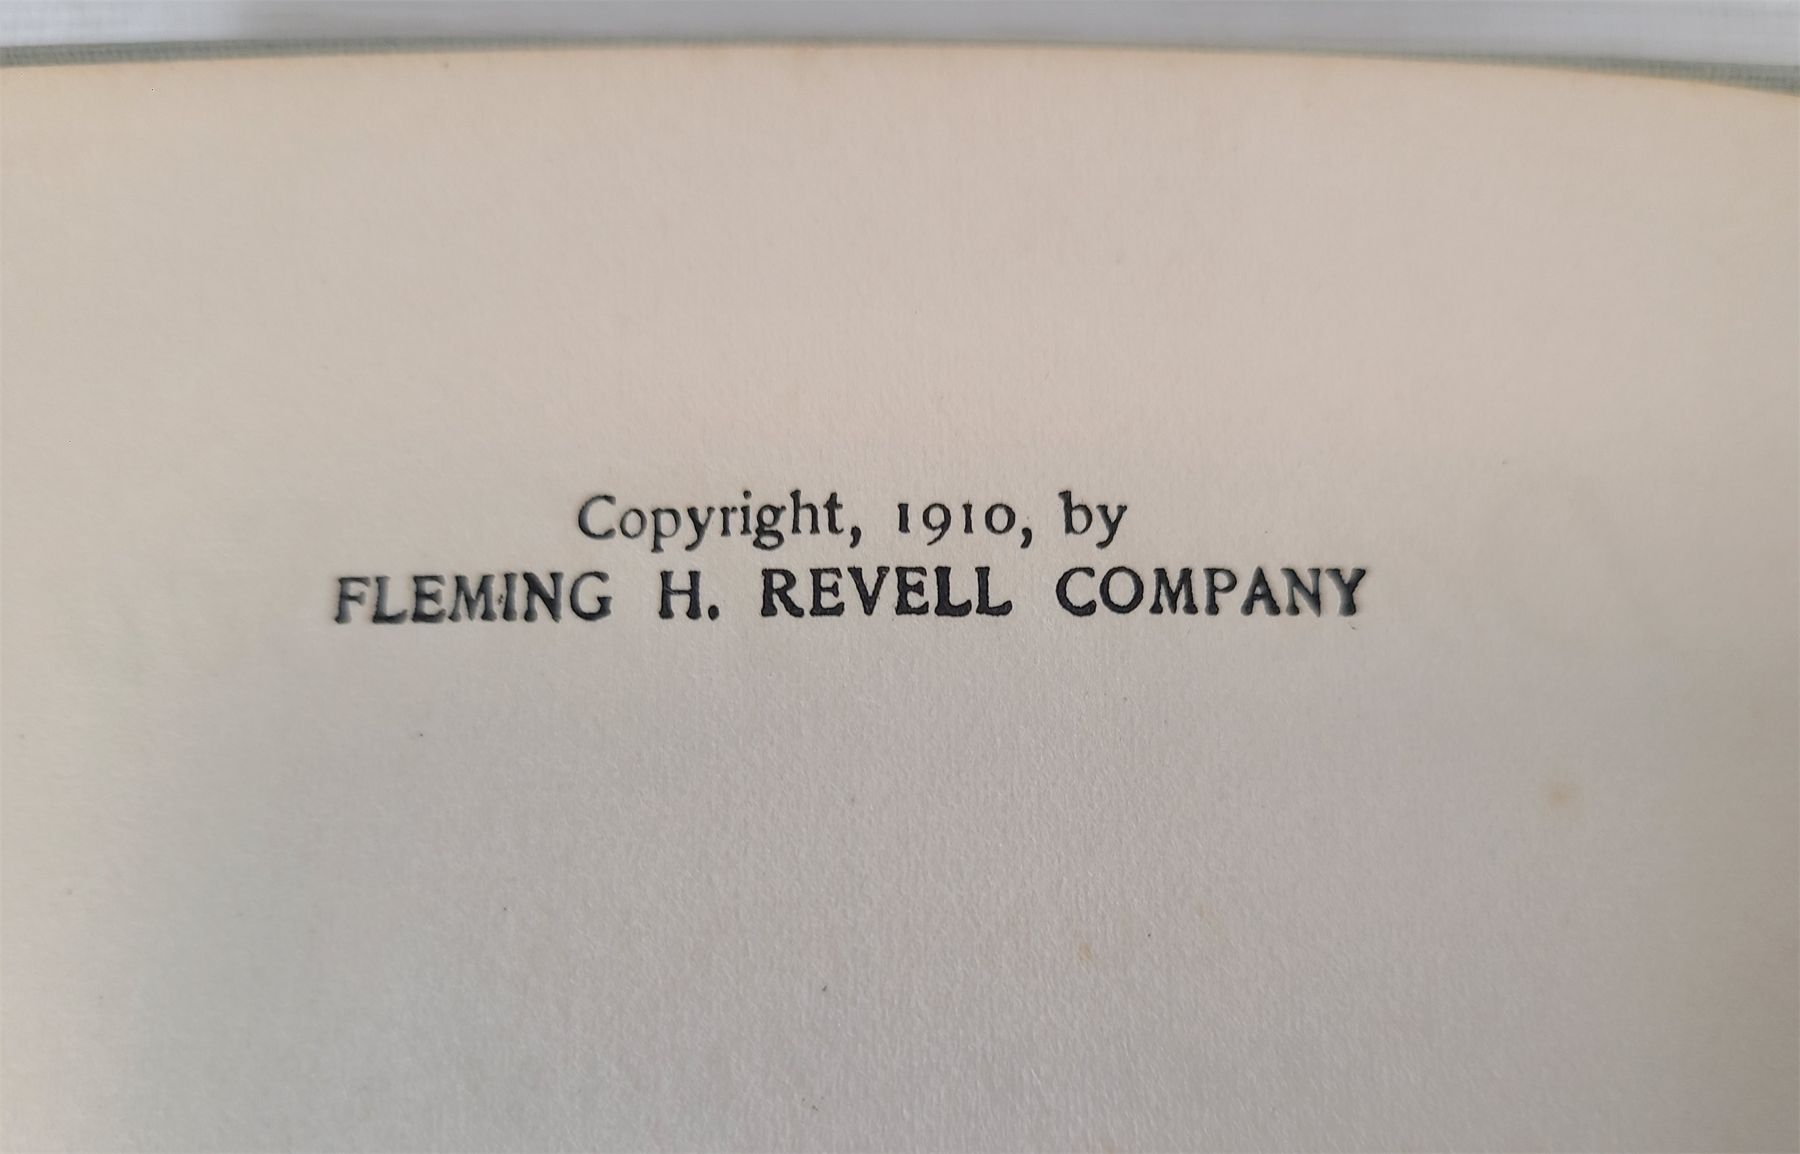 Copyright, 1910, by
FLEMING H. REVELL COMPANY